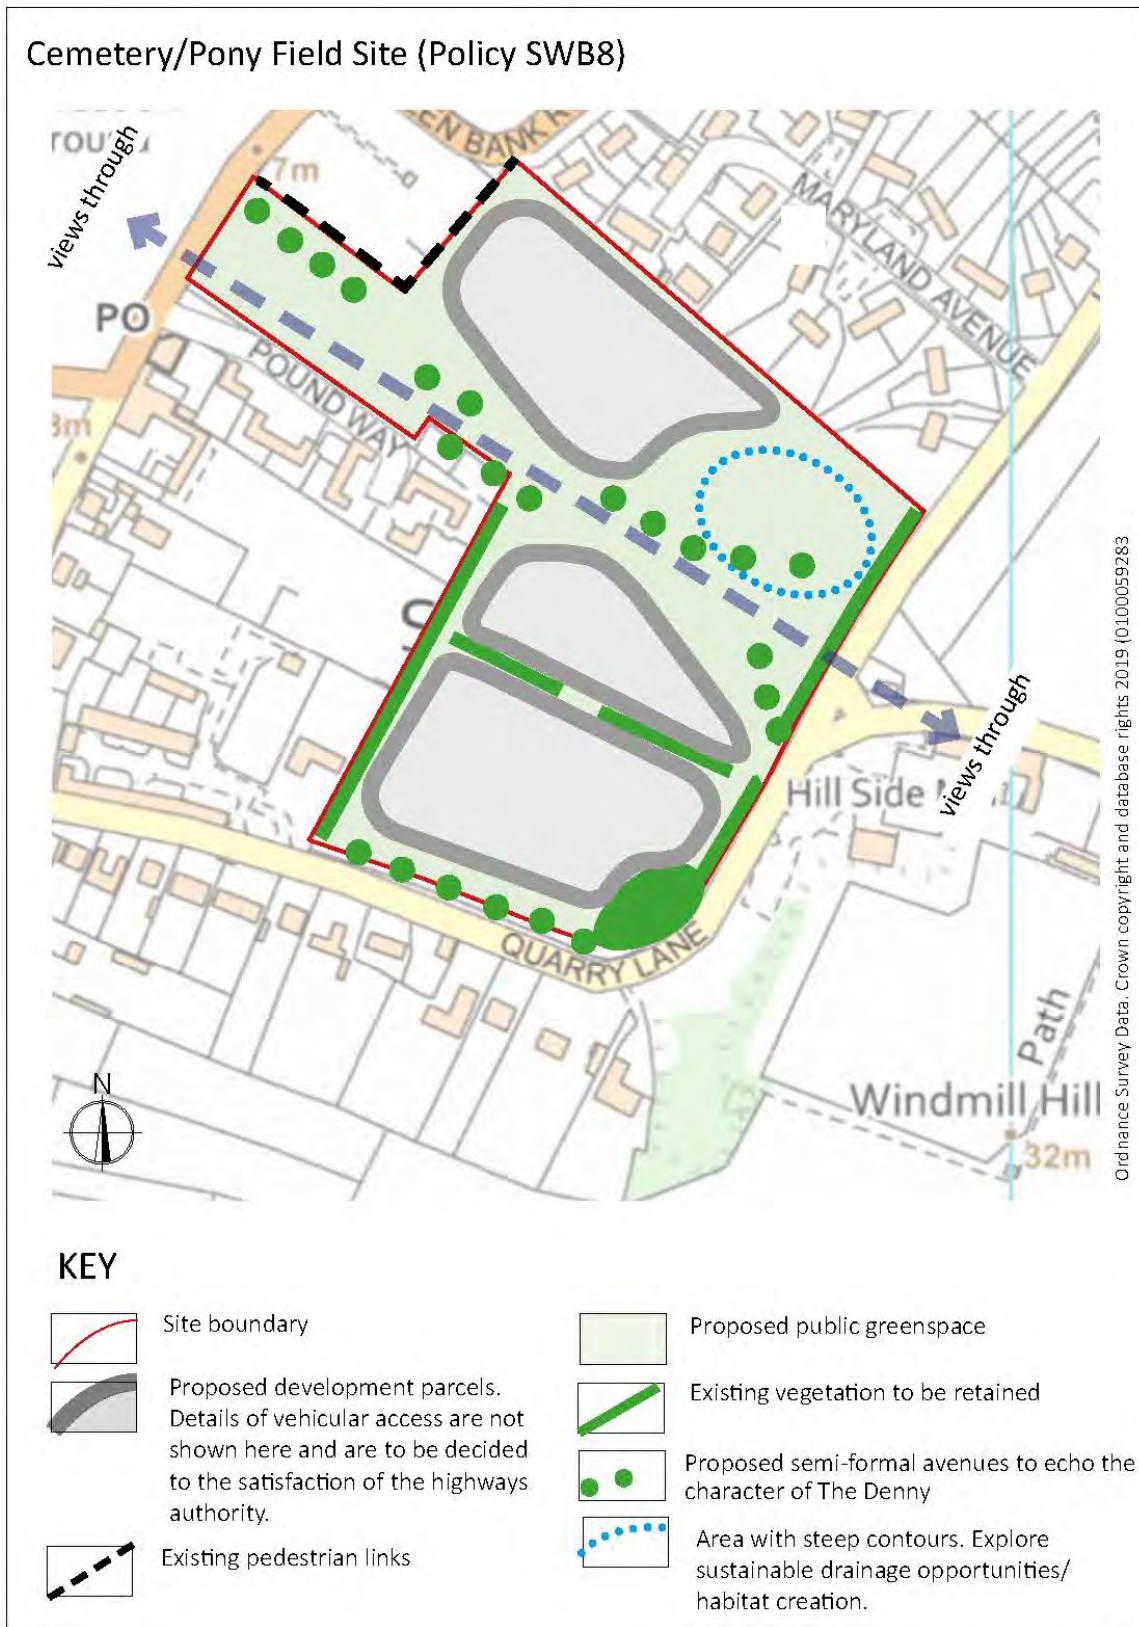 Cemetery/Pony Field Site (Policy SWB8)
views through
7m
MARYLAND AVENUE
PO
POUND WAY
views through
Hill Side
QUARRY LANE
Path
Windmill Hill
32m
N
Ordnance Survey Data. Crown copyright and database rights 2019 (0100059283
KEY
Site boundary
Proposed development parcels.
Details of vehicular access are not
shown here and are to be decided
to the satisfaction of the highways
authority.
Existing pedestrian links
Proposed public greenspace
Existing vegetation to be retained
Proposed semi-formal avenues to echo the
character of The Denny
Area with steep contours. Explore
sustainable drainage opportunities/
habitat creation.